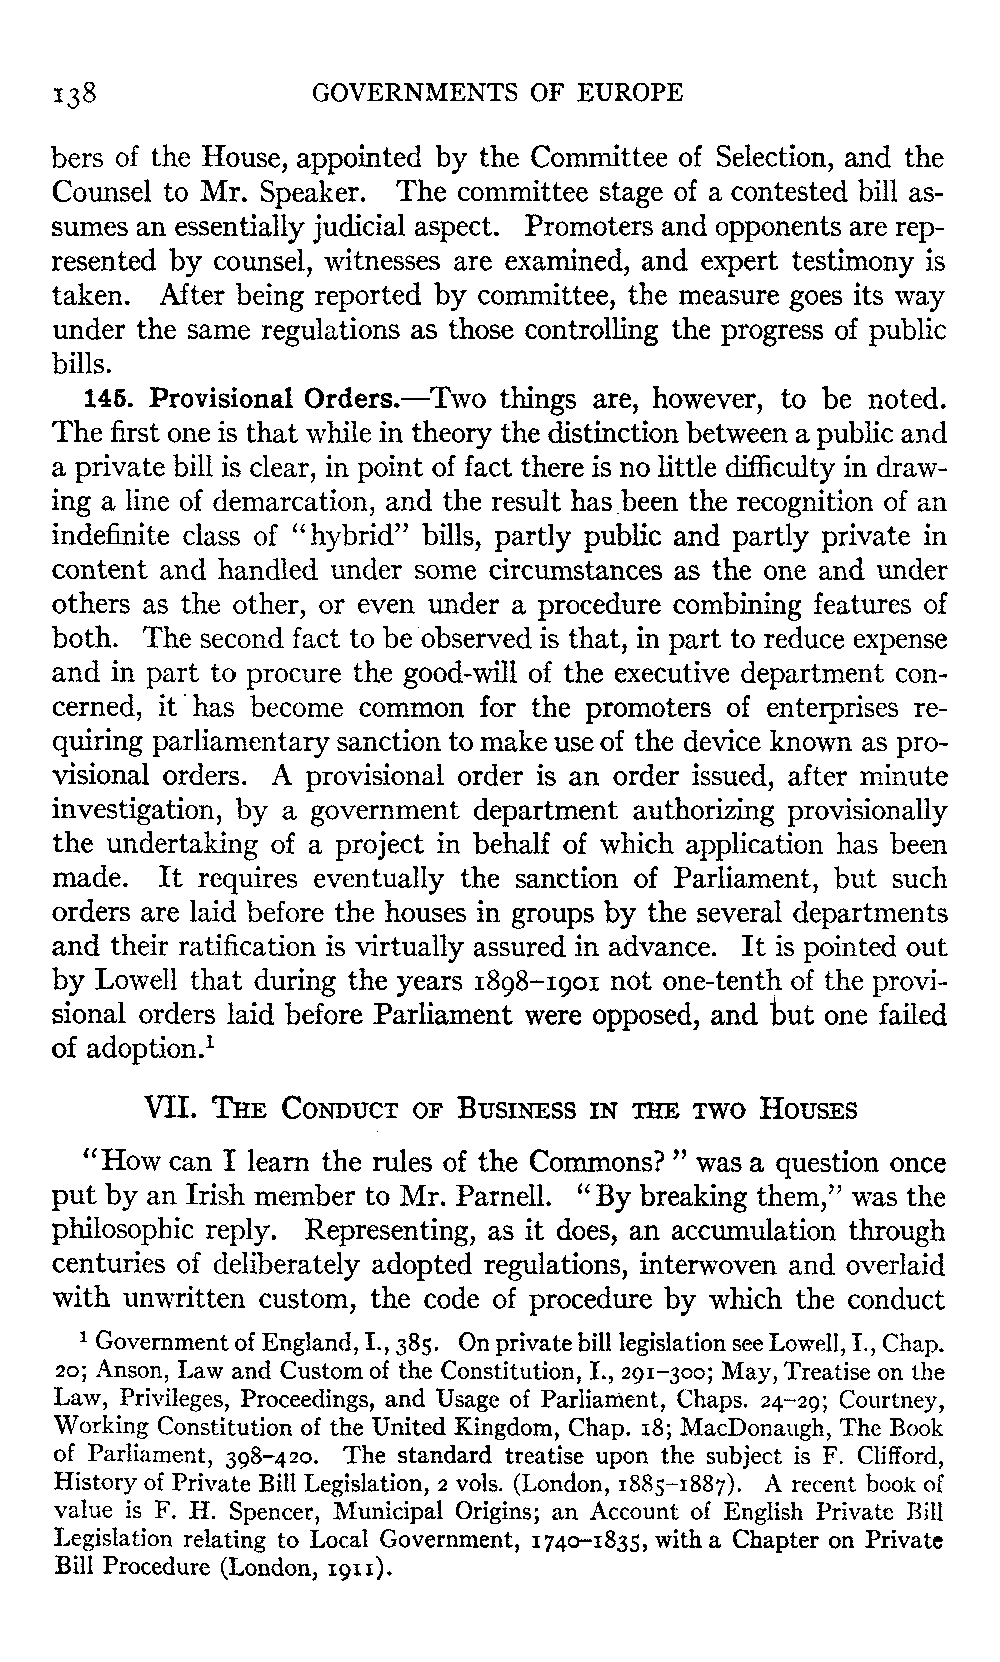 138 GOVERNMENTS OF EUROPE
bers of the House, appointed by the Committee of Selection, and the
Counsel to Mr. Speaker. The committee stage of a contested bill as-
sumes an essentially judicial aspect. Promoters and opponents are rep-
resented by counsel, witnesses are examined, and expert testimony is
taken. After being reported by committee, the measure goes its way
under the same regulations as those controlling the progress of public
bills.
145. Provisional Orders.—Two things are, however, to be noted.
The first one is that while in theory the distinction between a public and
a private bill is clear, in point of fact there is no little difficulty in draw-
ing a line of demarcation, and the result has been the recognition of an
indefinite class of "hybrid" bills, partly public and partly private in
content and handled under some circumstances as the one and under
others as the other, or even under a procedure combining features of
both. The second fact to be observed is that, in part to reduce expense
and in part to procure the good-will of the executive department con-
cerned, it has become common for the promoters of enterprises re-
quiring parliamentary sanction to make use of the device known as pro-
visional orders. A provisional order is an order issued, after minute
investigation, by a government department authorizing provisionally
the undertaking of a project in behalf of which application has been
made. It requires eventually the sanction of Parliament, but such
orders are laid before the houses in groups by the several departments
and their ratification is virtually assured in advance. It is pointed out
by Lowell that during the years 1898–1901 not one-tenth of the provi-
sional orders laid before Parliament were opposed, and but one failed
of adoption.¹
VII. THE CONDUCT OF BUSINESS IN THE TWO HOUSES
"How can I learn the rules of the Commons?" was a question once
put by an Irish member to Mr. Parnell. "By breaking them," was the
philosophic reply. Representing, as it does, an accumulation through
centuries of deliberately adopted regulations, interwoven and overlaid
with unwritten custom, the code of procedure by which the conduct
¹ Government of England, I., 385. On private bill legislation see Lowell, I., Chap.
20; Anson, Law and Custom of the Constitution, I., 291–300; May, Treatise on the
Law, Privileges, Proceedings, and Usage of Parliament, Chaps. 24–29; Courtney,
Working Constitution of the United Kingdom, Chap. 18; MacDonaugh, The Book
of Parliament, 398–420. The standard treatise upon the subject is F. Clifford,
History of Private Bill Legislation, 2 vols. (London, 1885–1887). A recent book of
value is F. H. Spencer, Municipal Origins; an Account of English Private Bill
Legislation relating to Local Government, 1740–1835, with a Chapter on Private
Bill Procedure (London, 1911).